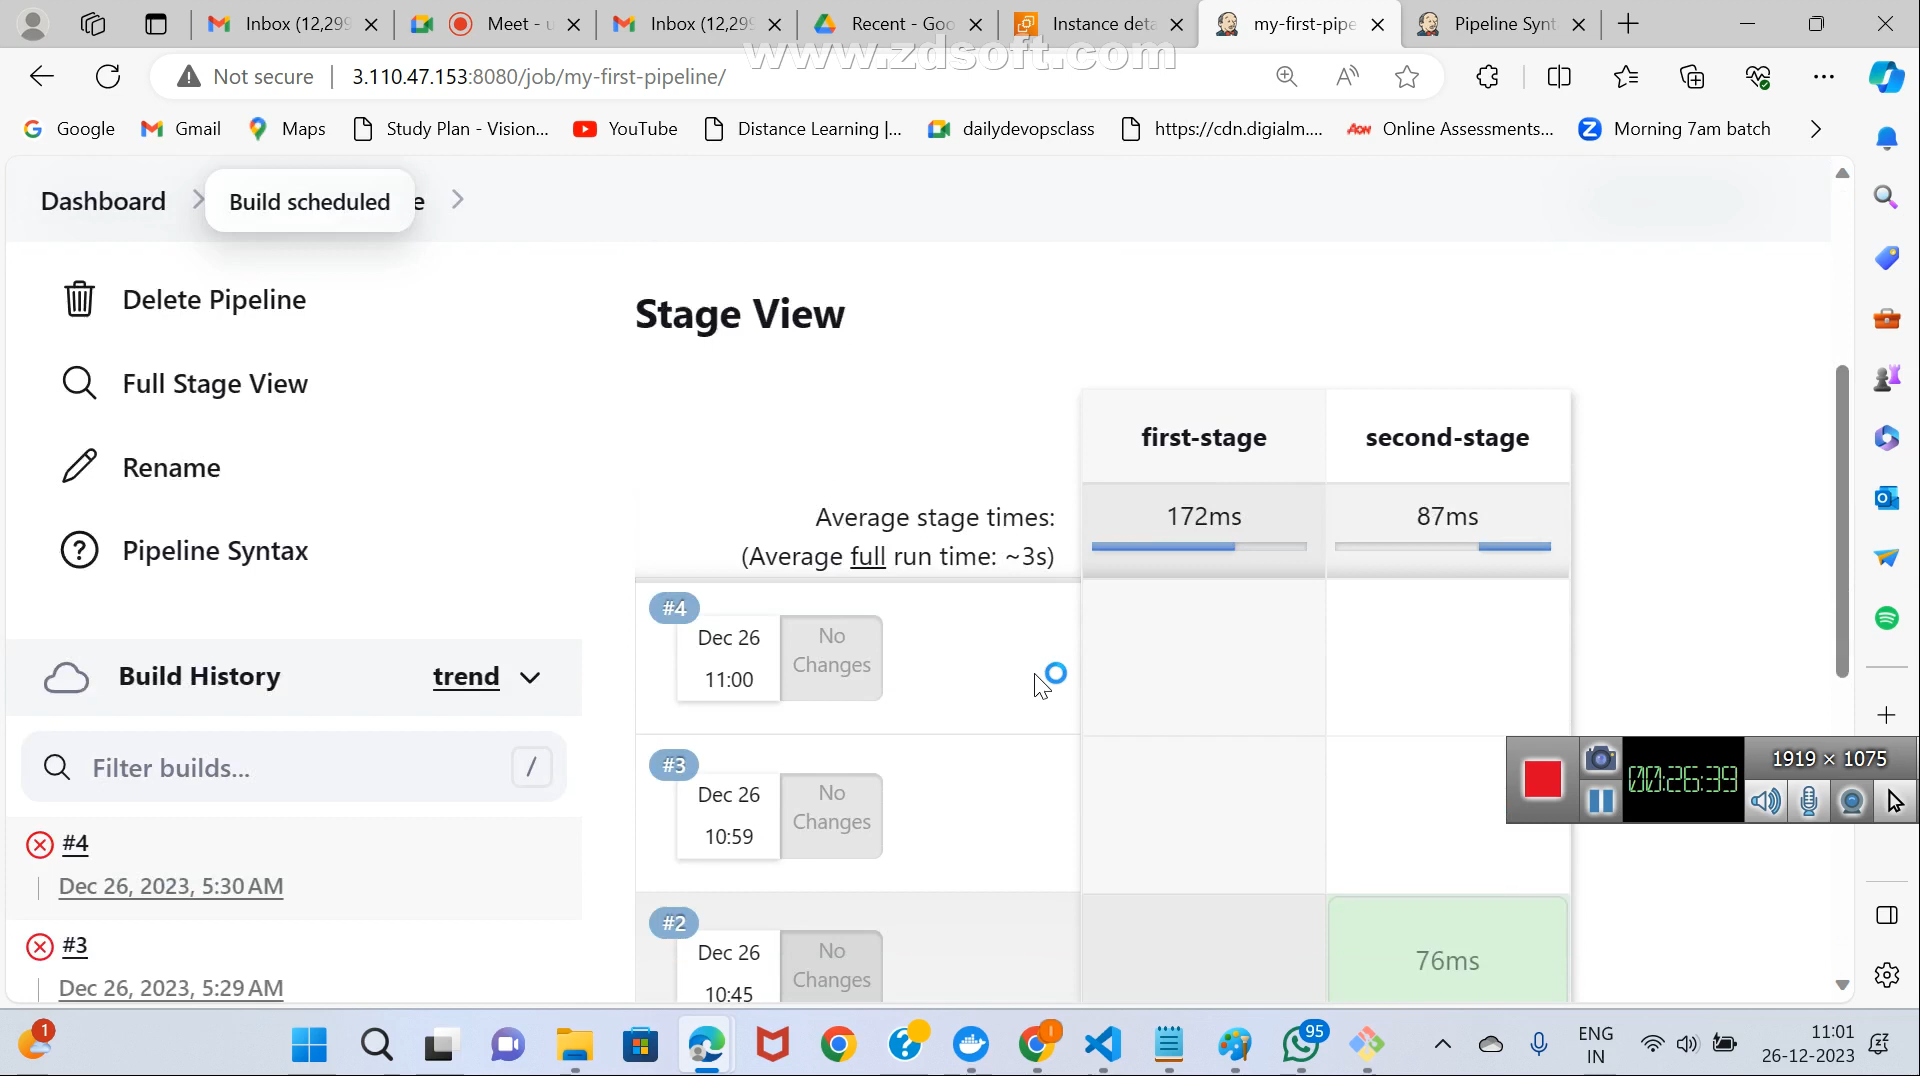 Inbox (12,299
Meet - u
Inbox (12,299
Recent - Goo
Instance deta
my-first-pipe
Pipeline Synt
www.zdsoft.com
Not secure
3.110.47.153:8080/job/my-first-pipeline/
Google
Gmail
Maps
Study Plan - Vision...
YouTube
Distance Learning |...
dailydevopsclass
https://cdn.digialm....
Aon
Online Assessments...
Z
Morning 7am batch
Dashboard
Build scheduled
e
Delete Pipeline
Full Stage View
Rename
Pipeline Syntax
Build History
trend
Filter builds...
/
#4
Dec 26, 2023, 5:30 AM
#3
Dec 26, 2023, 5:29 AM
Stage View
first-stage
second-stage
Average stage times:
(Average full run time: ~3s)
172ms
87ms
#4
Dec 26
11:00
No
Changes
#3
Dec 26
10:59
No
Changes
#2
Dec 26
10:45
No
Changes
76ms
00:26:39
1919 × 1075
1
95
ENG
IN
11:01
26-12-2023